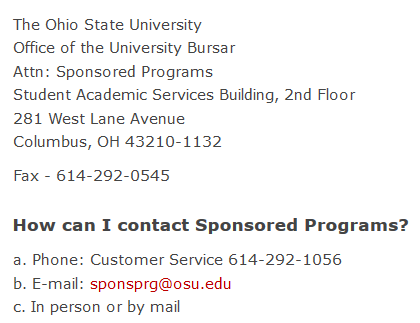 The Ohio State University
Office of the University Bursar
Attn: Sponsored Programs
Student Academic Services Building, 2nd Floor
281 West Lane Avenue
Columbus, OH 43210-1132
Fax - 614-292-0545
How can I contact Sponsored Programs?
a. Phone: Customer Service 614-292-1056
b. E-mail: sponsprg@osu.edu
c. In person or by mail